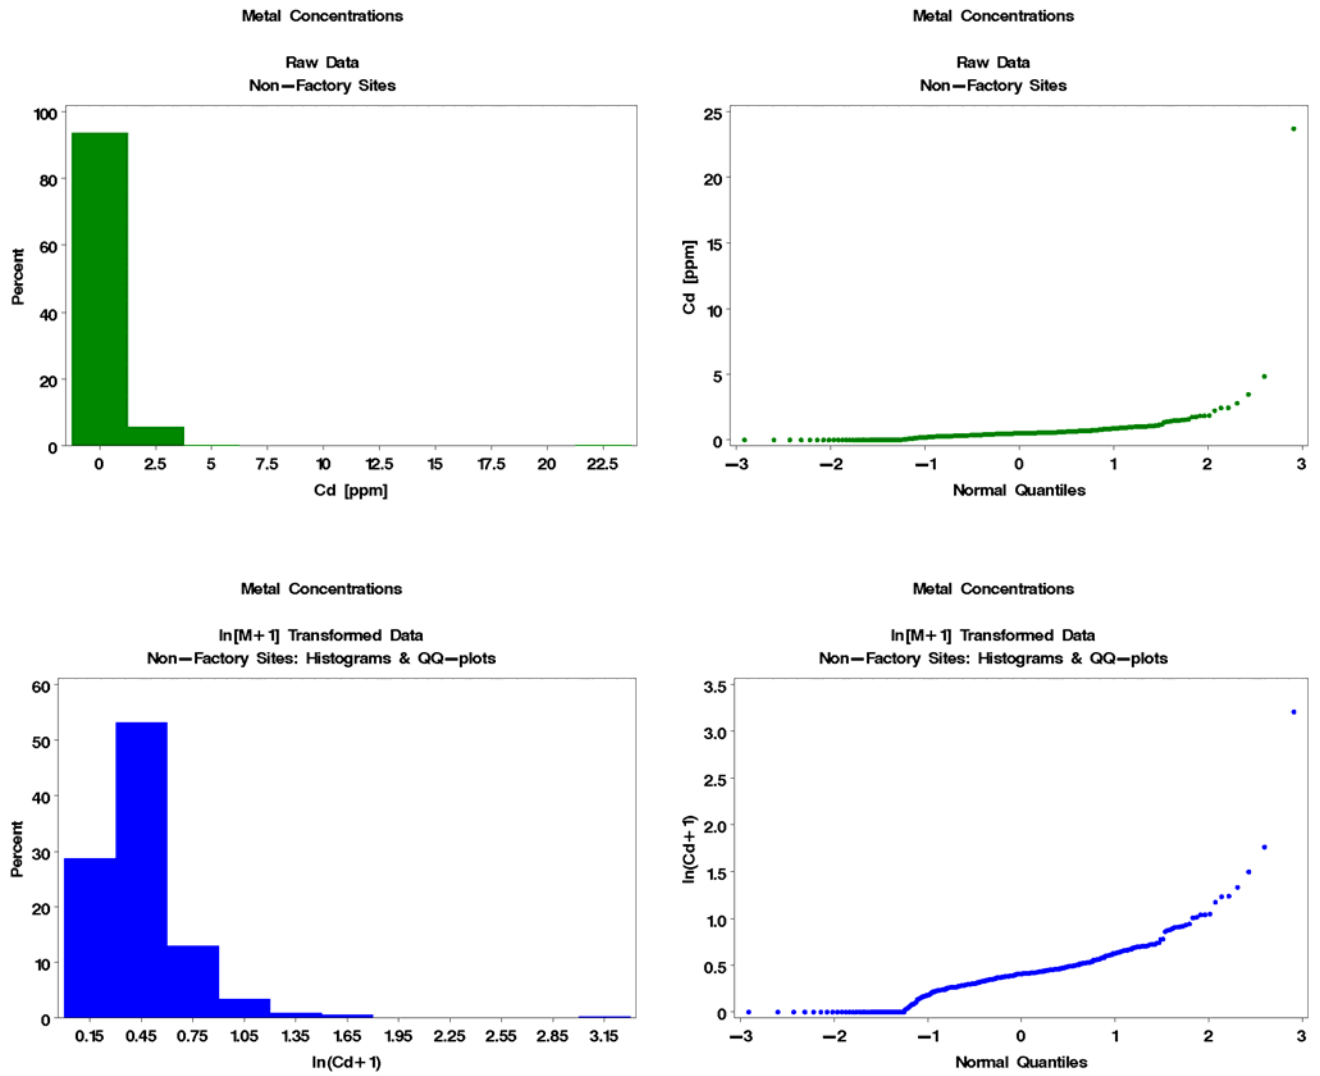 Metal Concentrations
Raw Data
Non-Factory Sites
100
80
60
40
20
0
Percent
0 2.5 5 7.5 10 12.5 15 17.5 20 22.5
Cd [ppm]
Metal Concentrations
Raw Data
Non-Factory Sites
25
20
15
10
5
0
Cd [ppm]
-3 -2 -1 0 1 2 3
Normal Quantiles
Metal Concentrations
ln[M+1] Transformed Data
Non-Factory Sites: Histograms & QQ-plots
60
50
40
30
20
10
0
Percent
0.15 0.45 0.75 1.05 1.35 1.65 1.95 2.25 2.55 2.85 3.15
ln(Cd+1)
Metal Concentrations
ln[M+1] Transformed Data
Non-Factory Sites: Histograms & QQ-plots
3.5
3.0
2.5
2.0
1.5
1.0
0.5
0
ln(Cd+1)
-3 -2 -1 0 1 2 3
Normal Quantiles